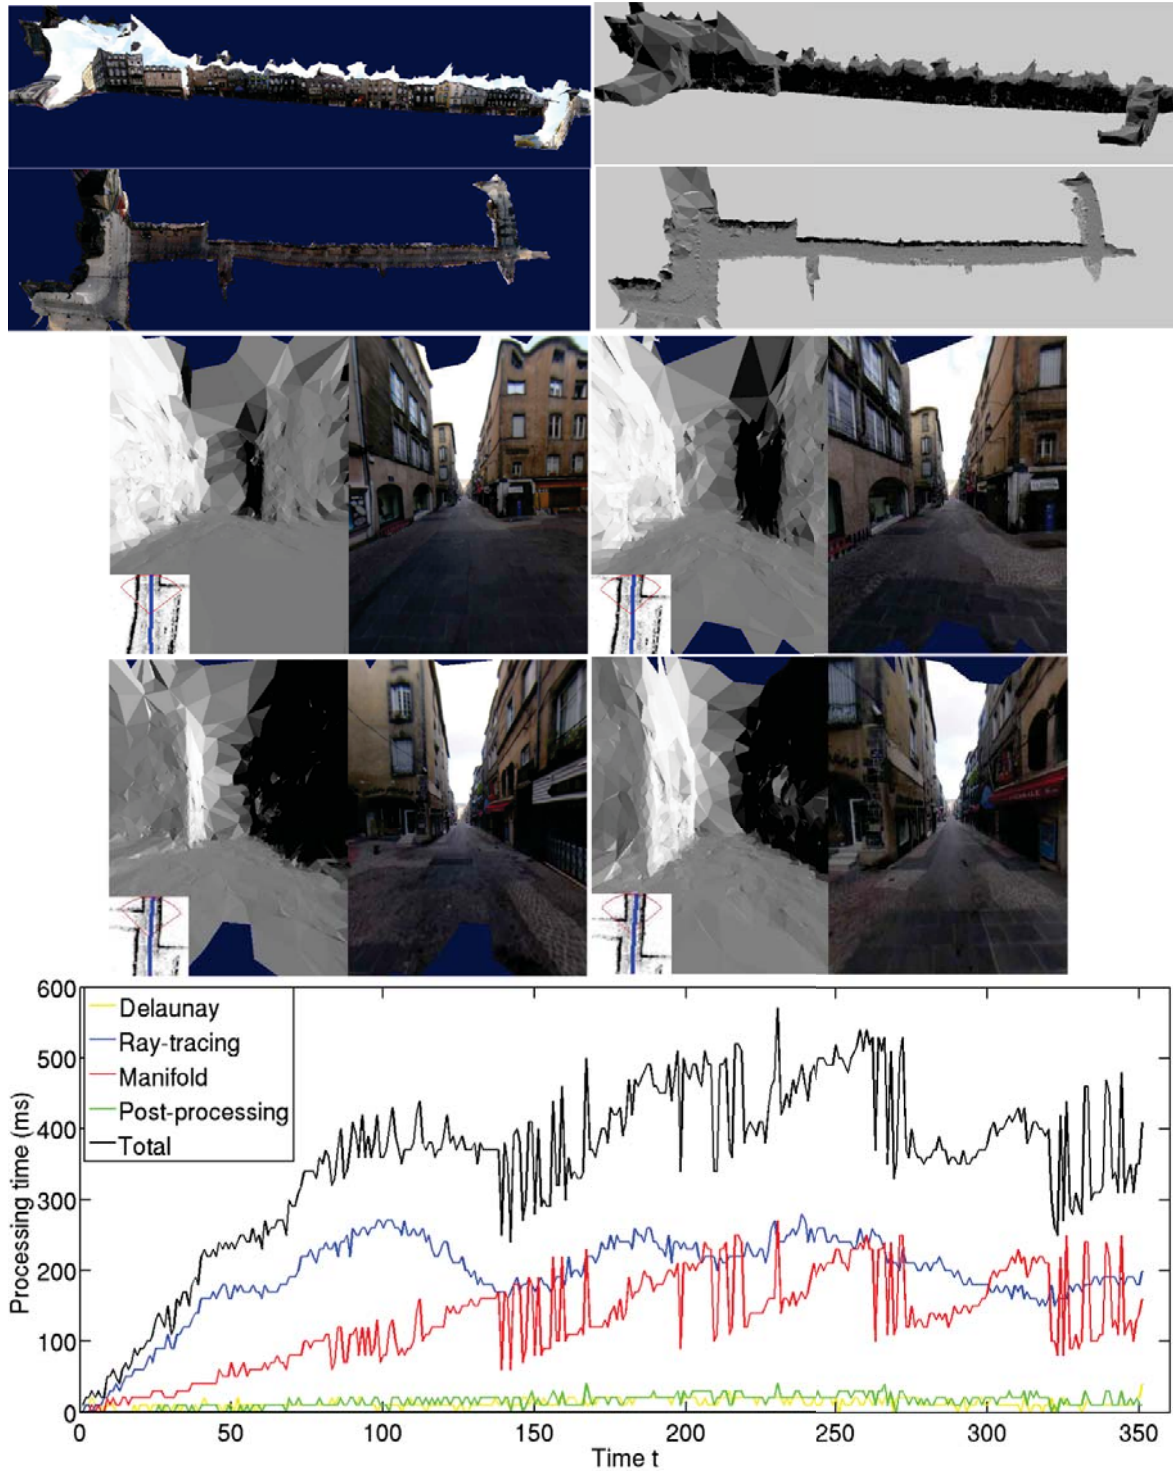 600
500
400
300
200
100
0
Processing time (ms)
Delaunay
Ray-tracing
Manifold
Post-processing
Total
0 50 100 150 200 250 300 350
Time t